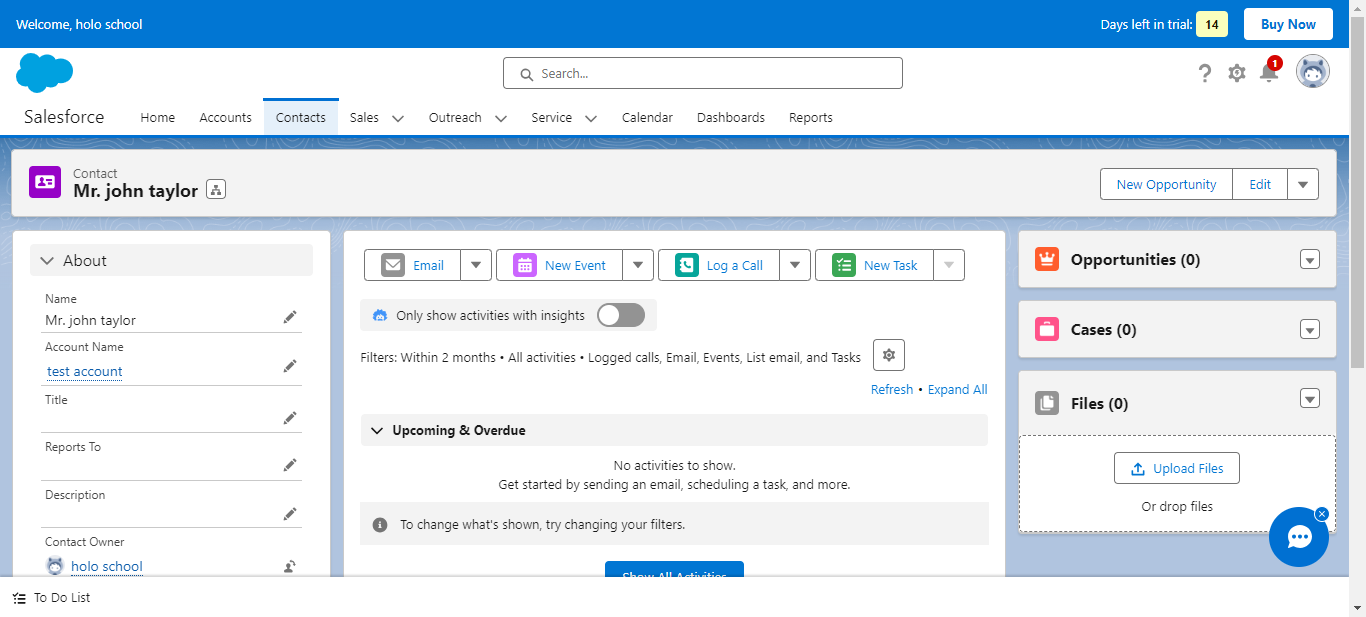 Welcome, holo school
Days left in trial: 14 Buy Now
Search...
1
Salesforce Home Accounts Contacts Sales Outreach Service Calendar Dashboards Reports
Contact
Mr. john taylor
New Opportunity Edit
About
Name
Mr. john taylor
Account Name
test account
Title
Reports To
Description
Contact Owner
holo school
Email New Event Log a Call New Task
Only show activities with insights
Filters: Within 2 months • All activities • Logged calls, Email, Events, List email, and Tasks
Refresh • Expand All
Upcoming & Overdue
No activities to show.
Get started by sending an email, scheduling a task, and more.
To change what's shown, try changing your filters.
Show All Activities
Opportunities (0)
Cases (0)
Files (0)
Upload Files
Or drop files
To Do List